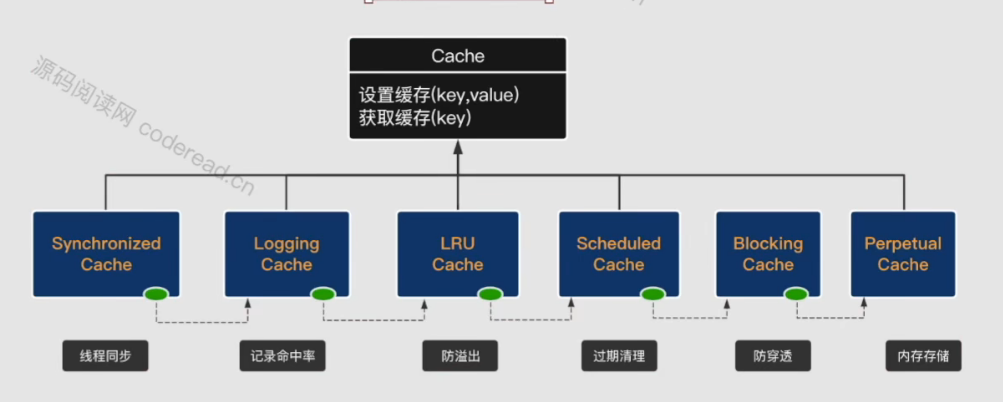 Cache
设置缓存(key,value)
获取缓存(key)
源码阅读网 coderead.cn
Synchronized
Cache
Logging
Cache
LRU
Cache
Scheduled
Cache
Blocking
Cache
Perpetual
Cache
线程同步
记录命中率
防溢出
过期清理
防穿透
内存存储